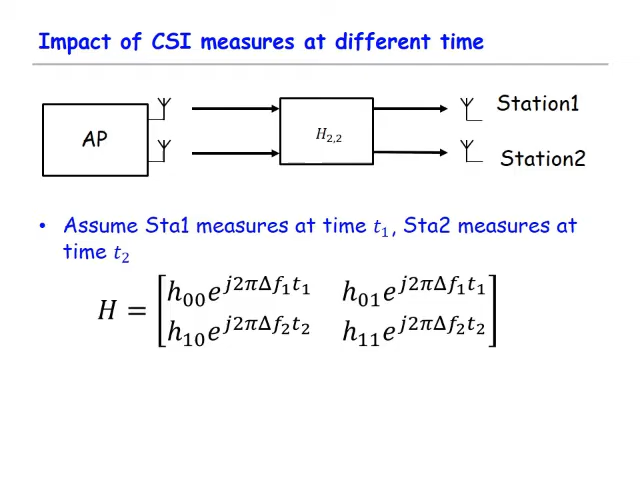 Impact of CSI measures at different time
AP
H₂,₂
Station1
Station2
• Assume Sta1 measures at time t₁, Sta2 measures at
time t₂
H = [h₀₀e^{j2πΔf₁t₁} h₀₁e^{j2πΔf₁t₁}
h₁₀e^{j2πΔf₂t₂} h₁₁e^{j2πΔf₂t₂}]